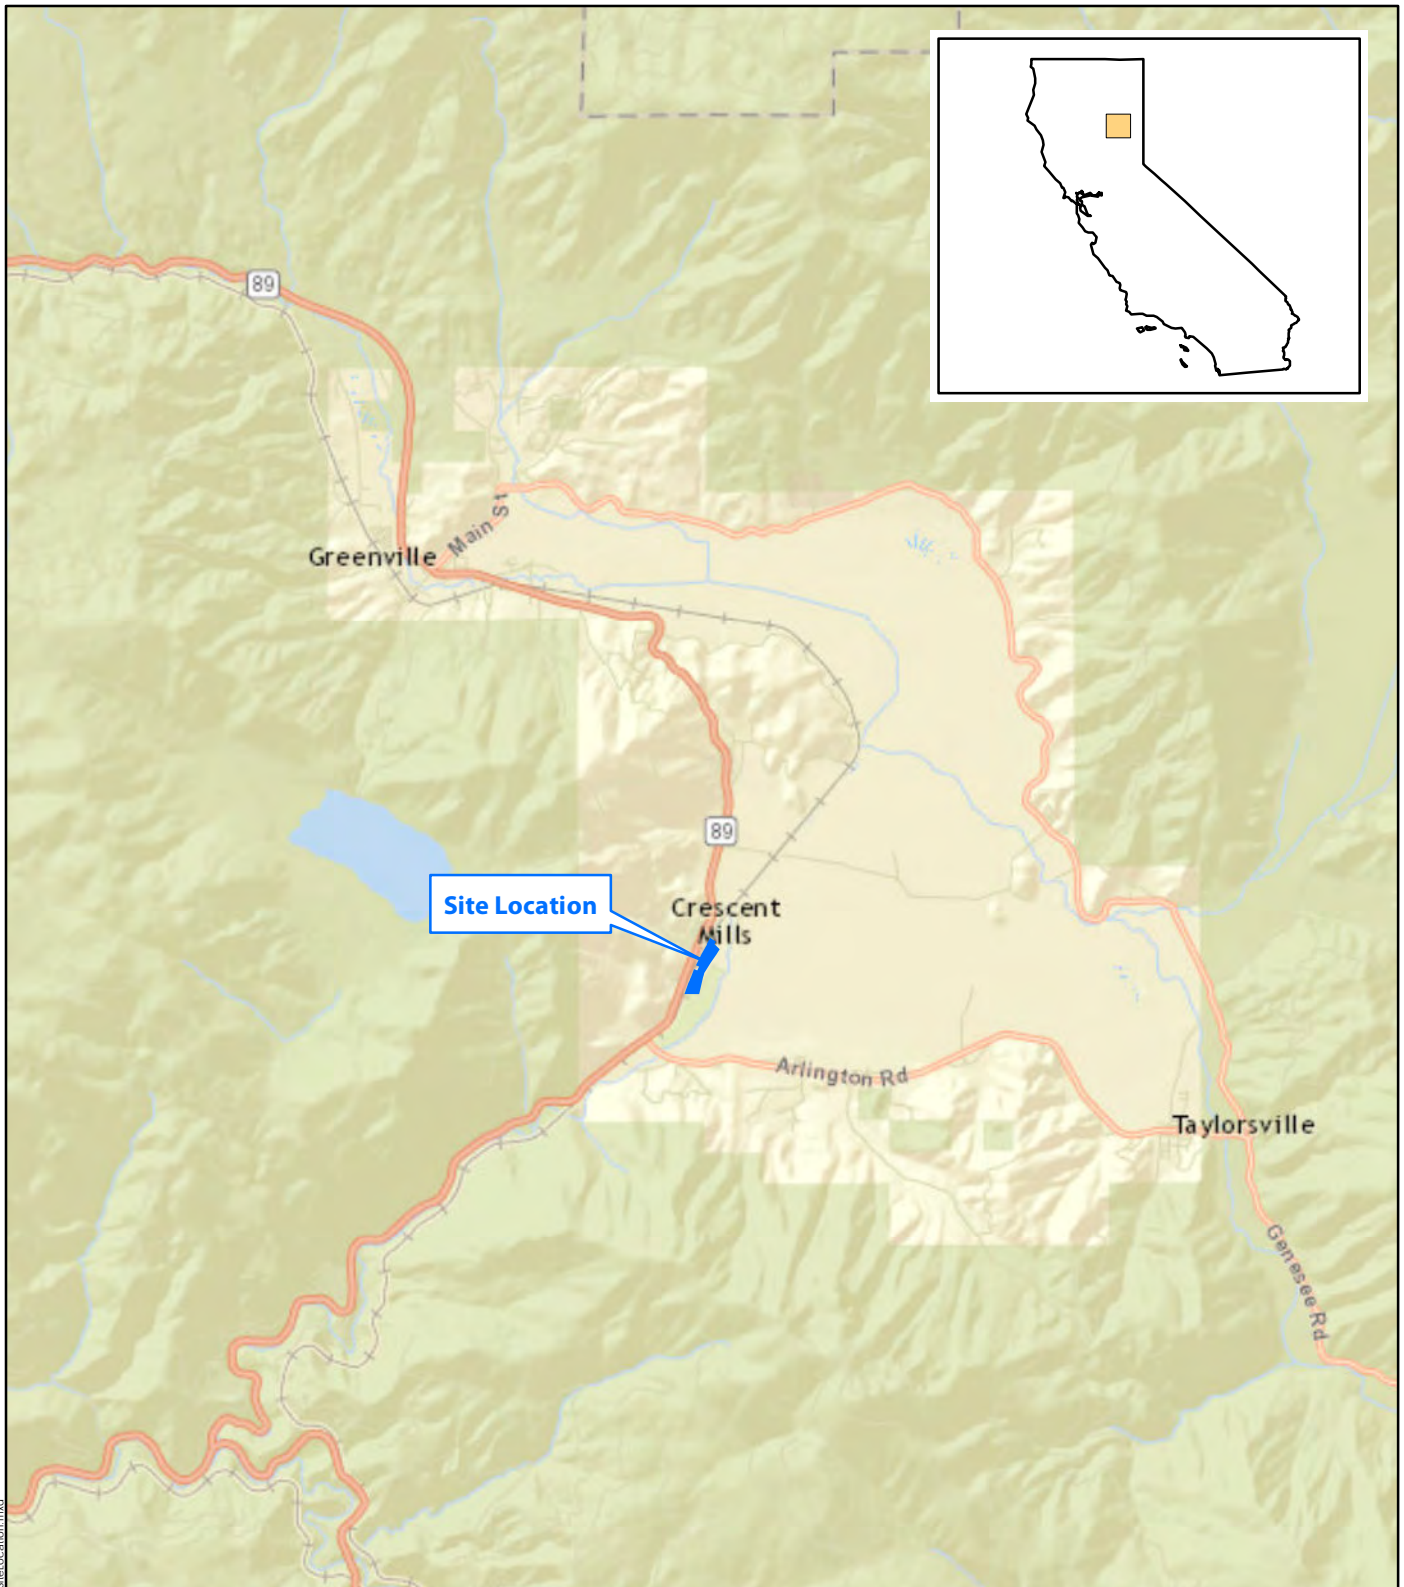 89
Main St
Greenville
89
Site Location
Crescent
Mills
Arlington Rd
Taylorsville
Genesee Rd